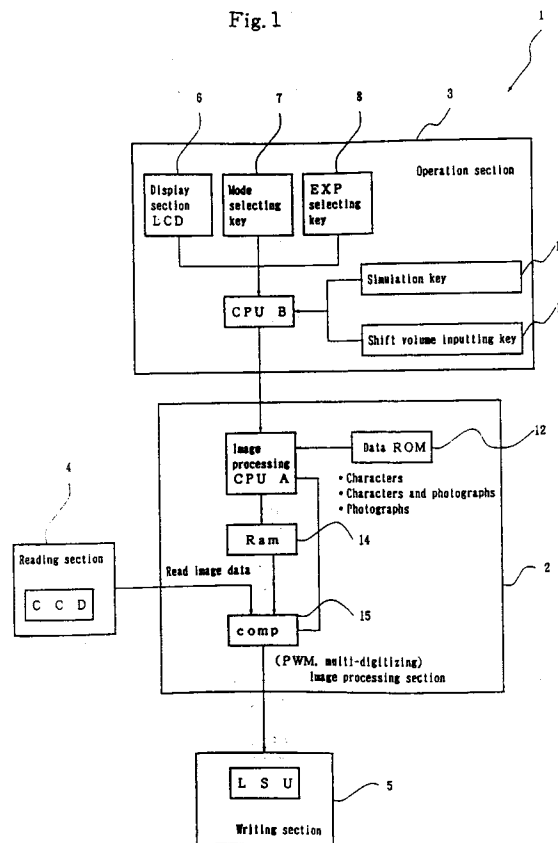 Fig. 1
1
3
6
7
8
Operation section
Display
section
LCD
Mode
selecting
key
EXP
selecting
key
Simulation key
CPU B
Shift volume inputting key
Image
processing
CPU A
Data ROM
12
• Characters
• Characters and photographs
• Photographs
4
Ram
14
Reading section
C C D
Read image data
2
15
comp
(PWM, multi-digitizing)
Image processing section
L S U
5
Writing section